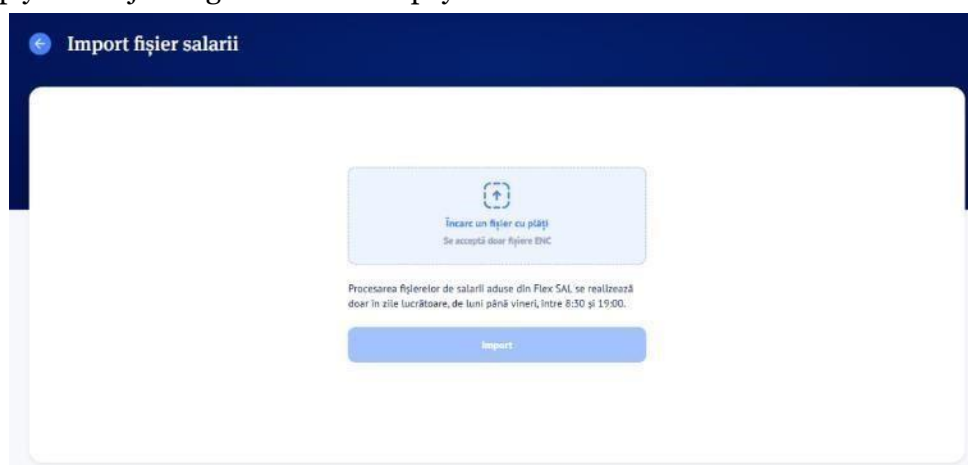 Import fișier salarii
Încarc un fișier cu plăți
Se acceptă doar fișiere ENC
Procesarea fișierelor de salarii aduse din Flex SAL se realizează
doar în zile lucrătoare, de luni până vineri, între 8:30 și 19:00.
Import